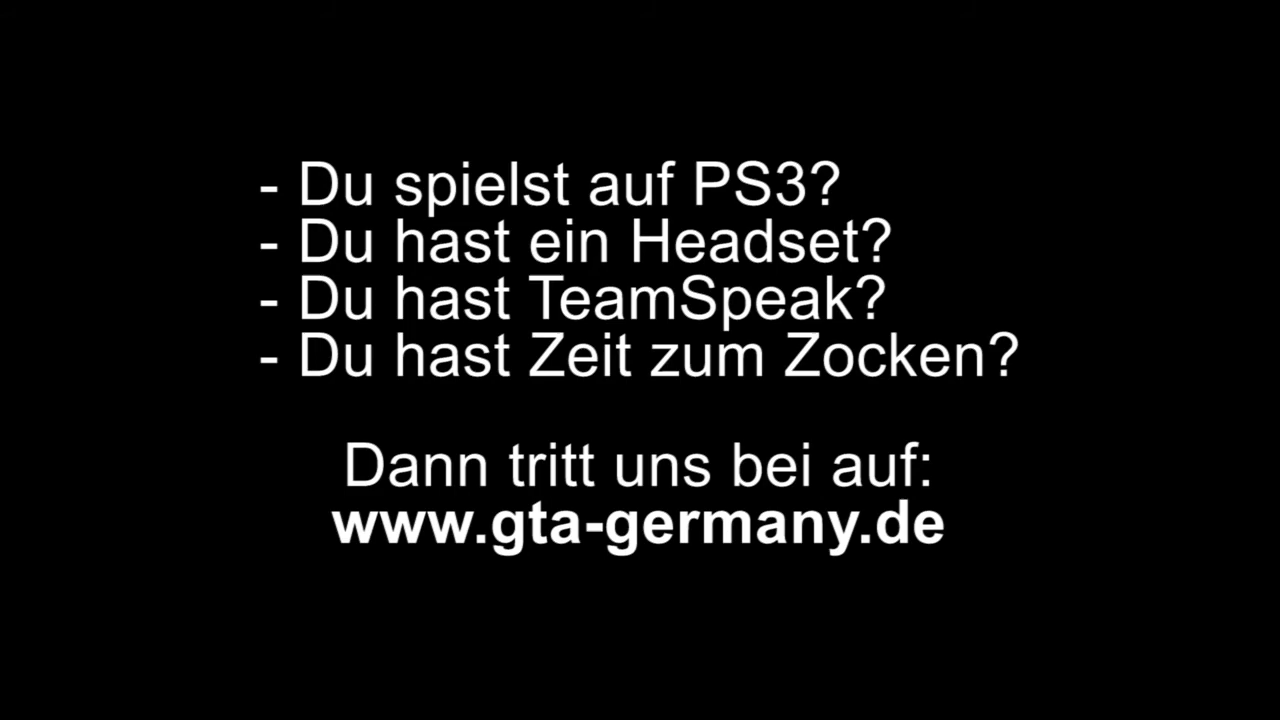 - Du spielst auf PS3?
- Du hast ein Headset?
- Du hast TeamSpeak?
- Du hast Zeit zum Zocken?
Dann tritt uns bei auf:
www.gta-germany.de